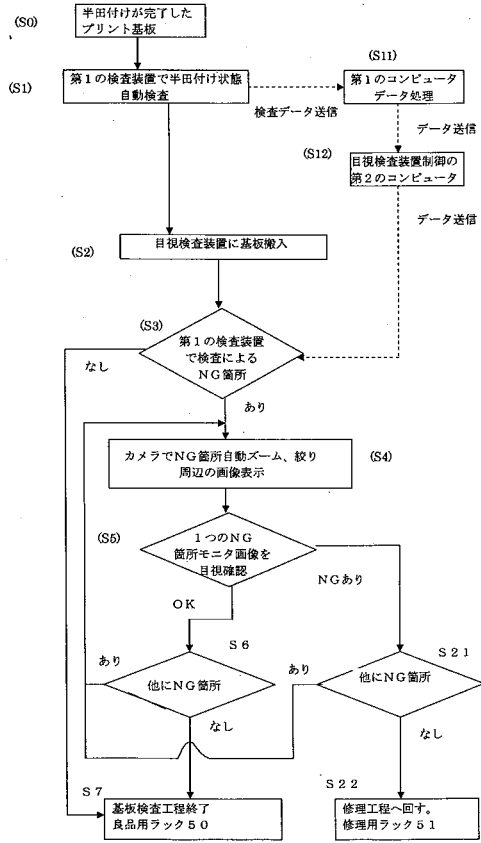 (S0)
半田付けが完了した
プリント基板
(S1)
第１の検査装置で半田付け状態
自動検査
検査データ送信
(S11)
第１のコンピュータ
データ処理
データ送信
(S12)
目視検査装置制御の
第２のコンピュータ
データ送信
(S2)
目視検査装置に基板搬入
(S3)
第１の検査装置
で検査による
ＮＧ箇所
なし
あり
カメラでＮＧ箇所自動ズーム、絞り
周辺の画像表示
(S4)
(S5)
１つのＮＧ
箇所モニタ画像を
目視確認
ＯＫ
ＮＧあり
Ｓ６
他にＮＧ箇所
あり
なし
Ｓ２１
他にＮＧ箇所
あり
なし
Ｓ７
基板検査工程終了
良品用ラック５０
Ｓ２２
修理工程へ回す。
修理用ラック５１